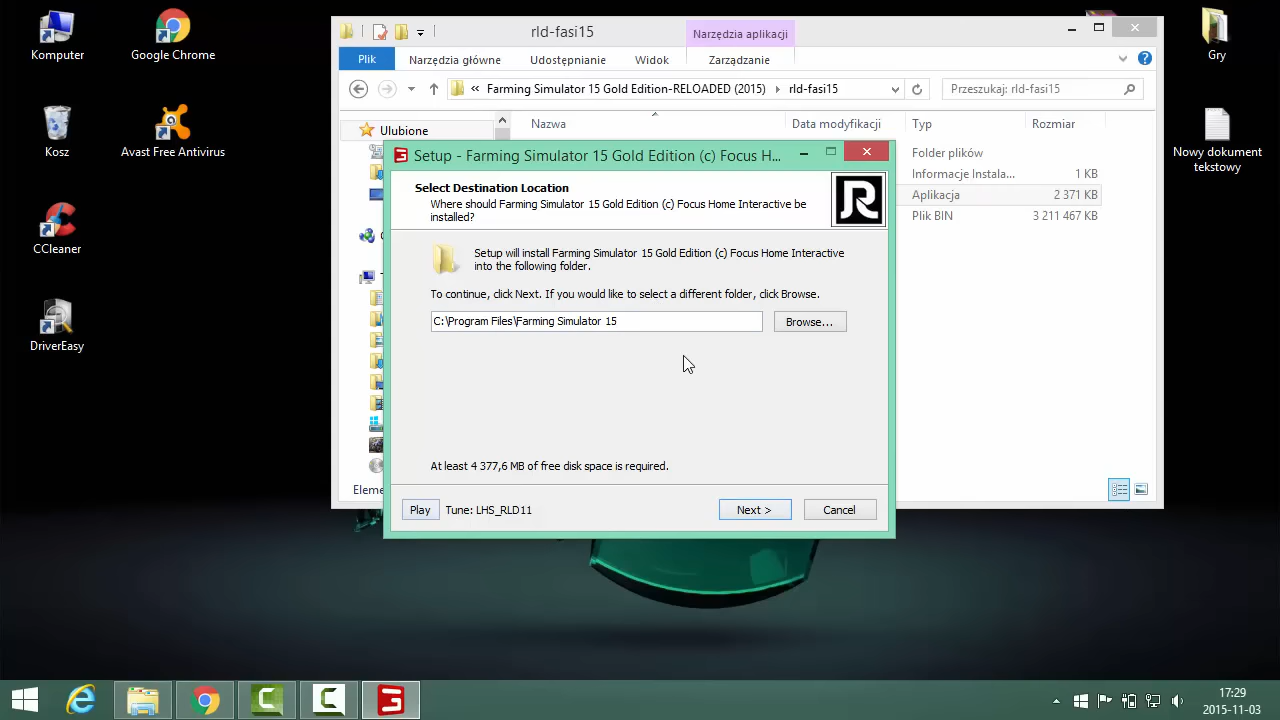 Komputer
Google Chrome
Kosz
Avast Free Antivirus
CCleaner
DriverEasy
Gry
Nowy dokument
tekstowy
rld-fasi15
Narzędzia aplikacji
Plik
Narzędzia główne
Udostępnianie
Widok
Zarządzanie
« Farming Simulator 15 Gold Edition-RELOADED (2015) ▸ rld-fasi15
Przeszukaj: rld-fasi15
Ulubione
Nazwa
Data modyfikacji
Typ
Rozmiar
Folder plików
Informacje Instala... 1 KB
Aplikacja 2 371 KB
Plik BIN 3 211 467 KB
Eleme
Setup - Farming Simulator 15 Gold Edition (c) Focus H...
Select Destination Location
Where should Farming Simulator 15 Gold Edition (c) Focus Home Interactive be
installed?
Setup will install Farming Simulator 15 Gold Edition (c) Focus Home Interactive
into the following folder.
To continue, click Next. If you would like to select a different folder, click Browse.
C:\Program Files\Farming Simulator 15
Browse...
At least 4 377,6 MB of free disk space is required.
Play
Tune: LHS_RLD11
Next >
Cancel
17:29
2015-11-03